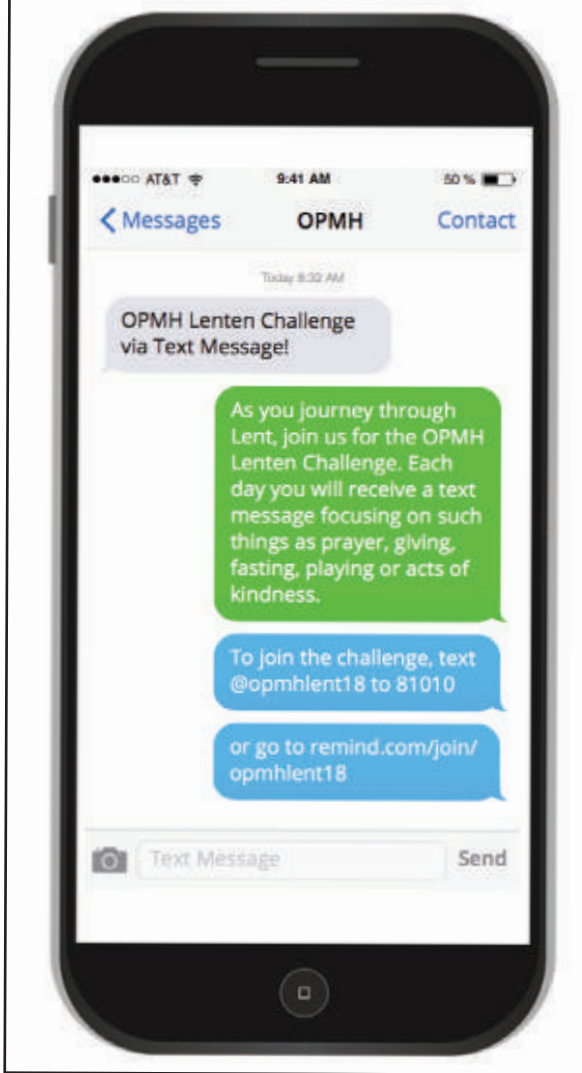 AT&T 9:41 AM 50 %
Messages OPMH Contact
Today 8:32 AM
OPMH Lenten Challenge
via Text Message!
As you journey through
Lent, join us for the OPMH
Lenten Challenge. Each
day you will receive a text
message focusing on such
things as prayer, giving,
fasting, playing or acts of
kindness.
To join the challenge, text
@opmhlent18 to 81010
or go to remind.com/join/
opmhlent18
Text Message Send